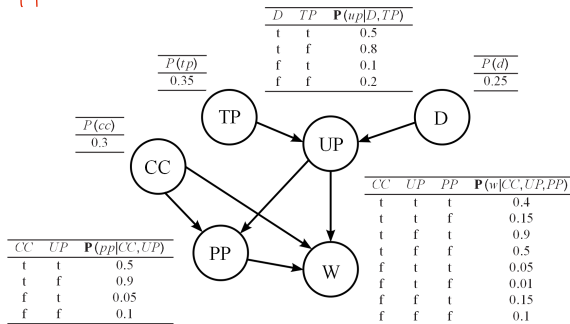 D TP P(up|D,TP)
t t 0.5
t f 0.8
f t 0.1
f f 0.2
P(tp)
0.35
P(d)
0.25
TP
D
UP
P(cc)
0.3
CC
CC UP PP P(w|CC,UP,PP)
t t t 0.4
t t f 0.15
t f t 0.9
t f f 0.5
f t t 0.05
f t f 0.01
f f t 0.15
f f f 0.1
CC UP P(pp|CC,UP)
t t 0.5
t f 0.9
f t 0.05
f f 0.1
PP
W